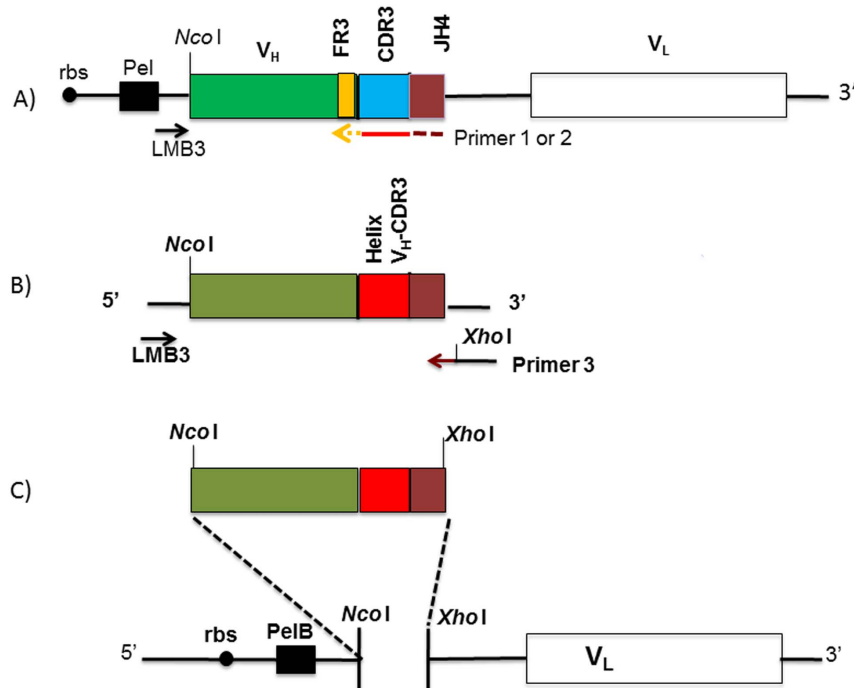 A)
rbs
Pel
NcoI
VH
FR3
CDR3
JH4
VL
3'
LMB3
Primer 1 or 2
B)
5'
NcoI
Helix
VH-CDR3
3'
LMB3
XhoI
Primer 3
C)
NcoI
XhoI
5'
rbs
PelB
NcoI
XhoI
VL
3'